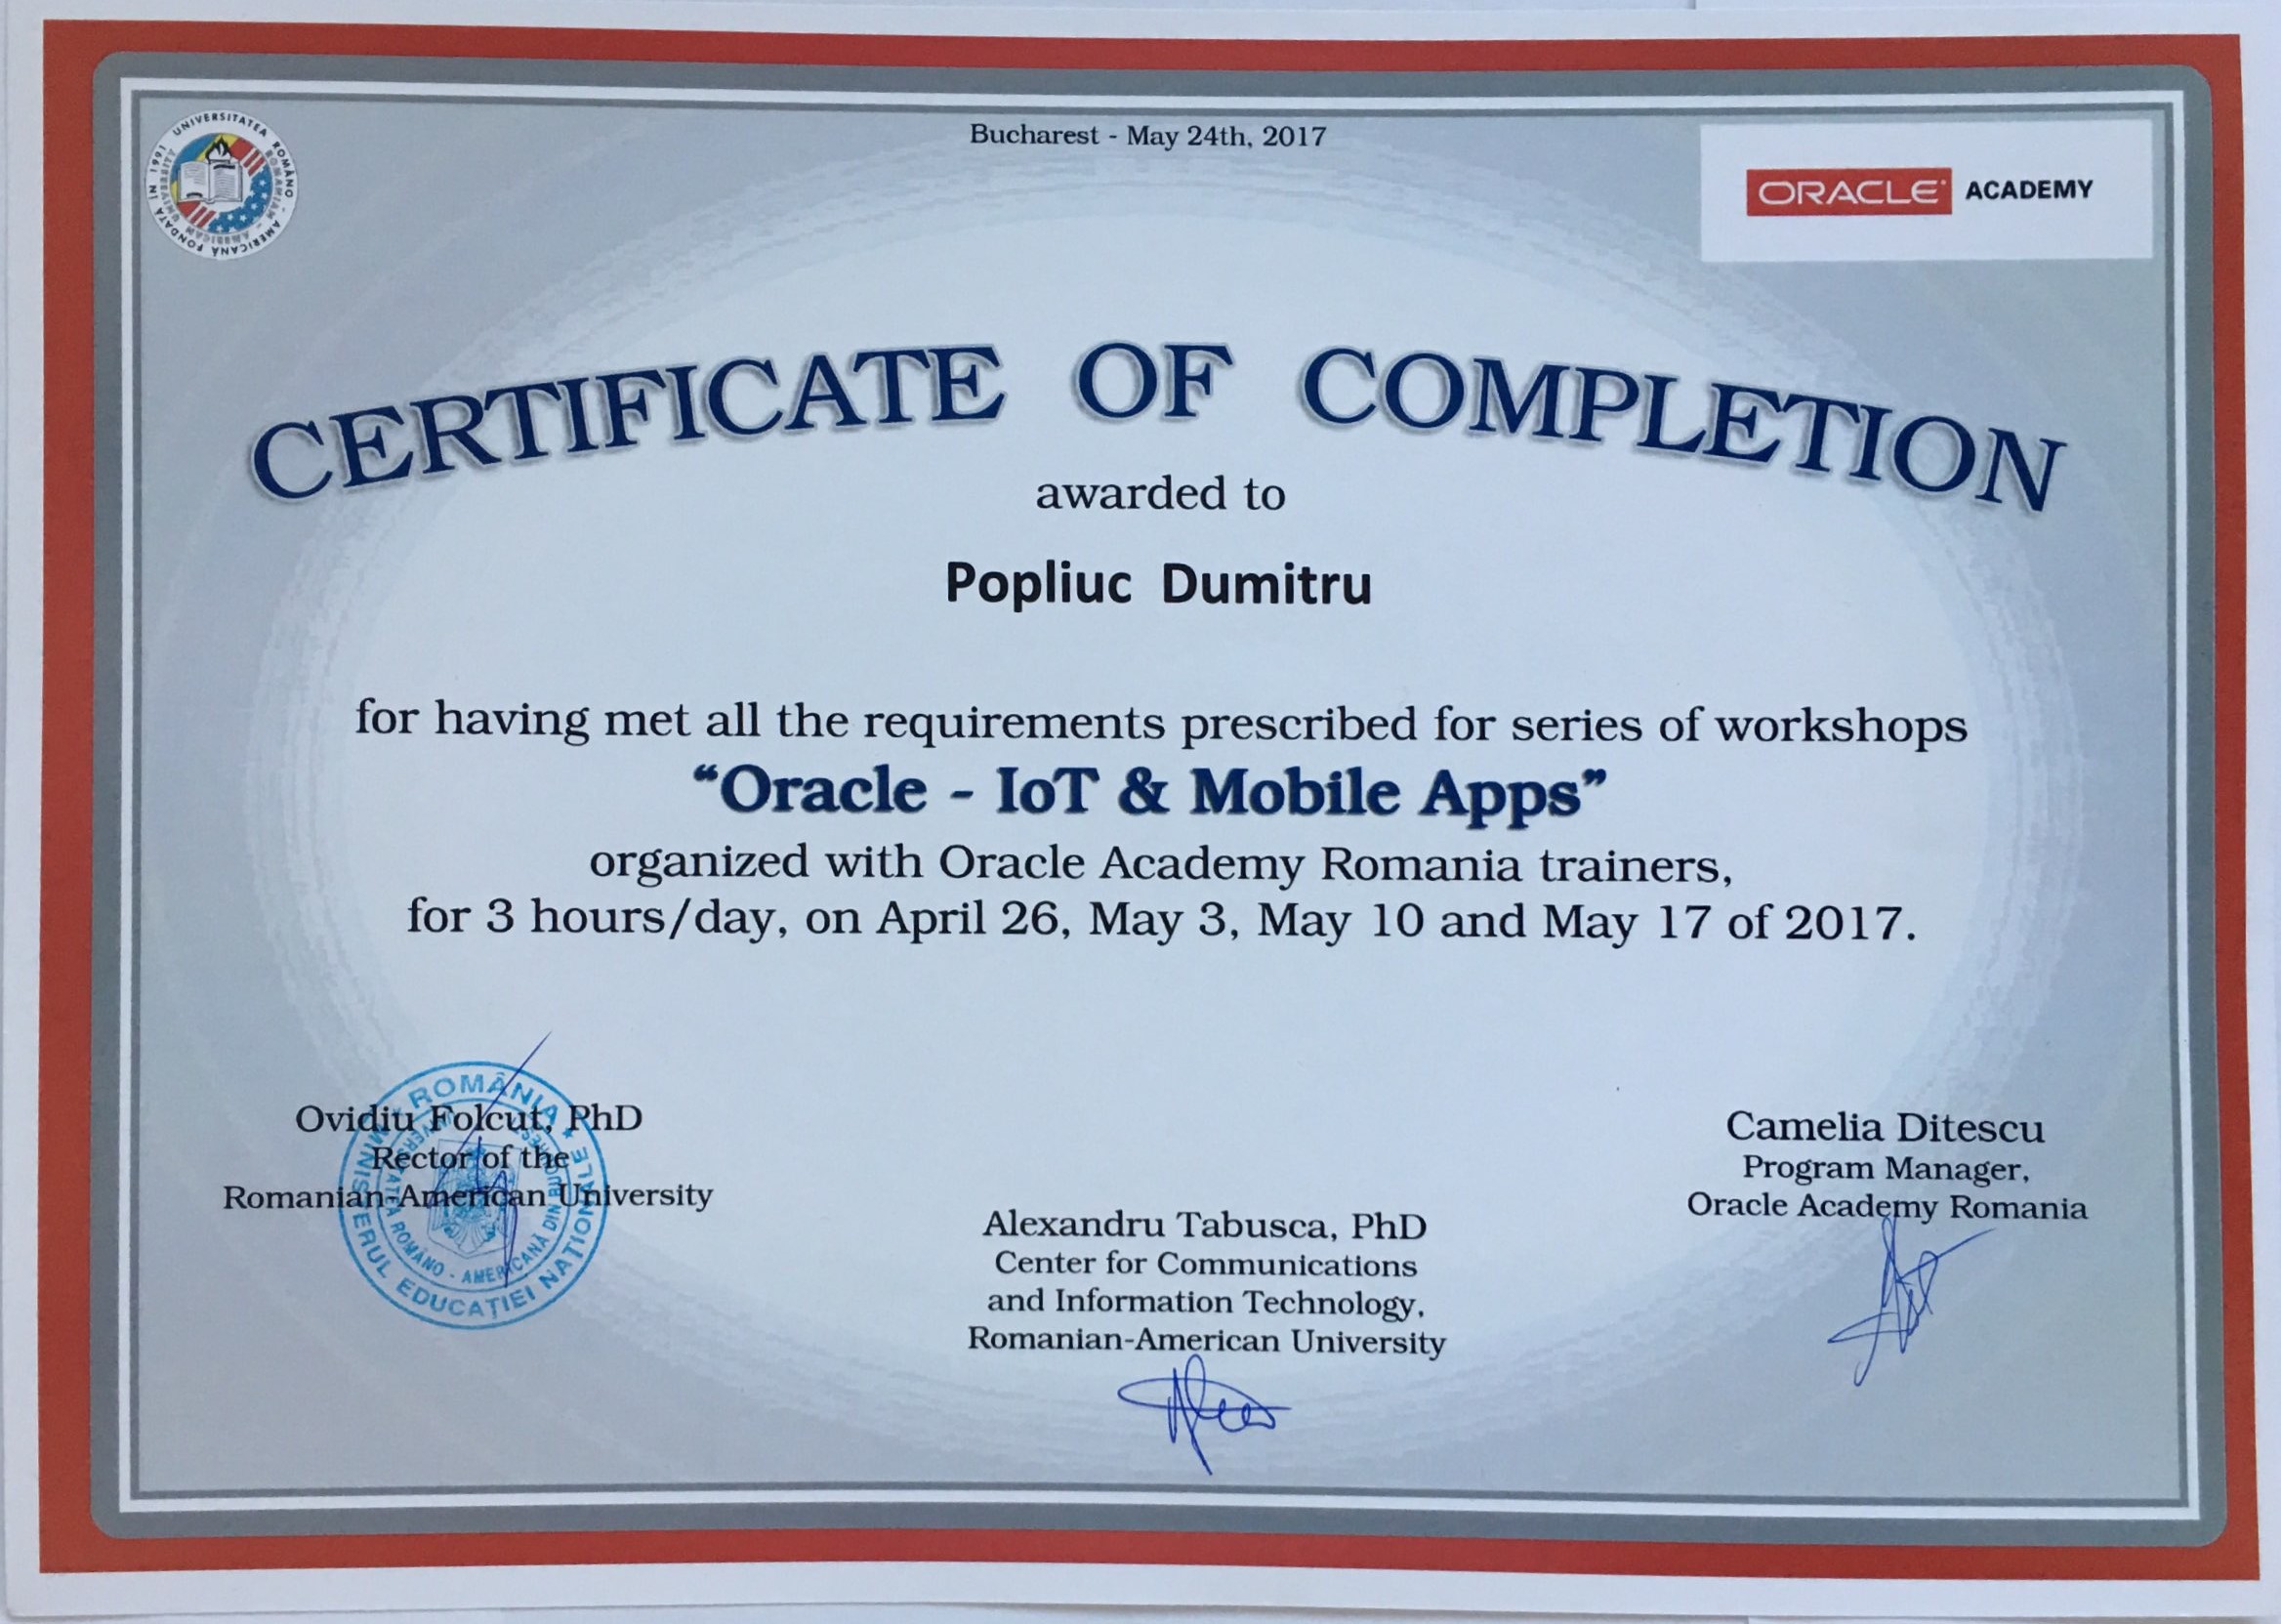 UNIVERSITATEA ROMÂNO - AMERICANĂ FONDATĂ ÎN 1991
ROMANIAN - AMERICAN UNIVERSITY
Bucharest - May 24th, 2017
ORACLE ACADEMY
CERTIFICATE OF COMPLETION
awarded to
Popliuc Dumitru
for having met all the requirements prescribed for series of workshops
“Oracle - IoT & Mobile Apps”
organized with Oracle Academy Romania trainers,
for 3 hours/day, on April 26, May 3, May 10 and May 17 of 2017.
Ovidiu Folcut, PhD
Rector of the
Romanian-American University
ROMÂNIA * MINISTERUL EDUCAȚIEI NAȚIONALE *
UNIVERSITATEA ROMÂNO - AMERICANĂ DIN BUCUREȘTI
Alexandru Tabusca, PhD
Center for Communications
and Information Technology,
Romanian-American University
Camelia Ditescu
Program Manager,
Oracle Academy Romania